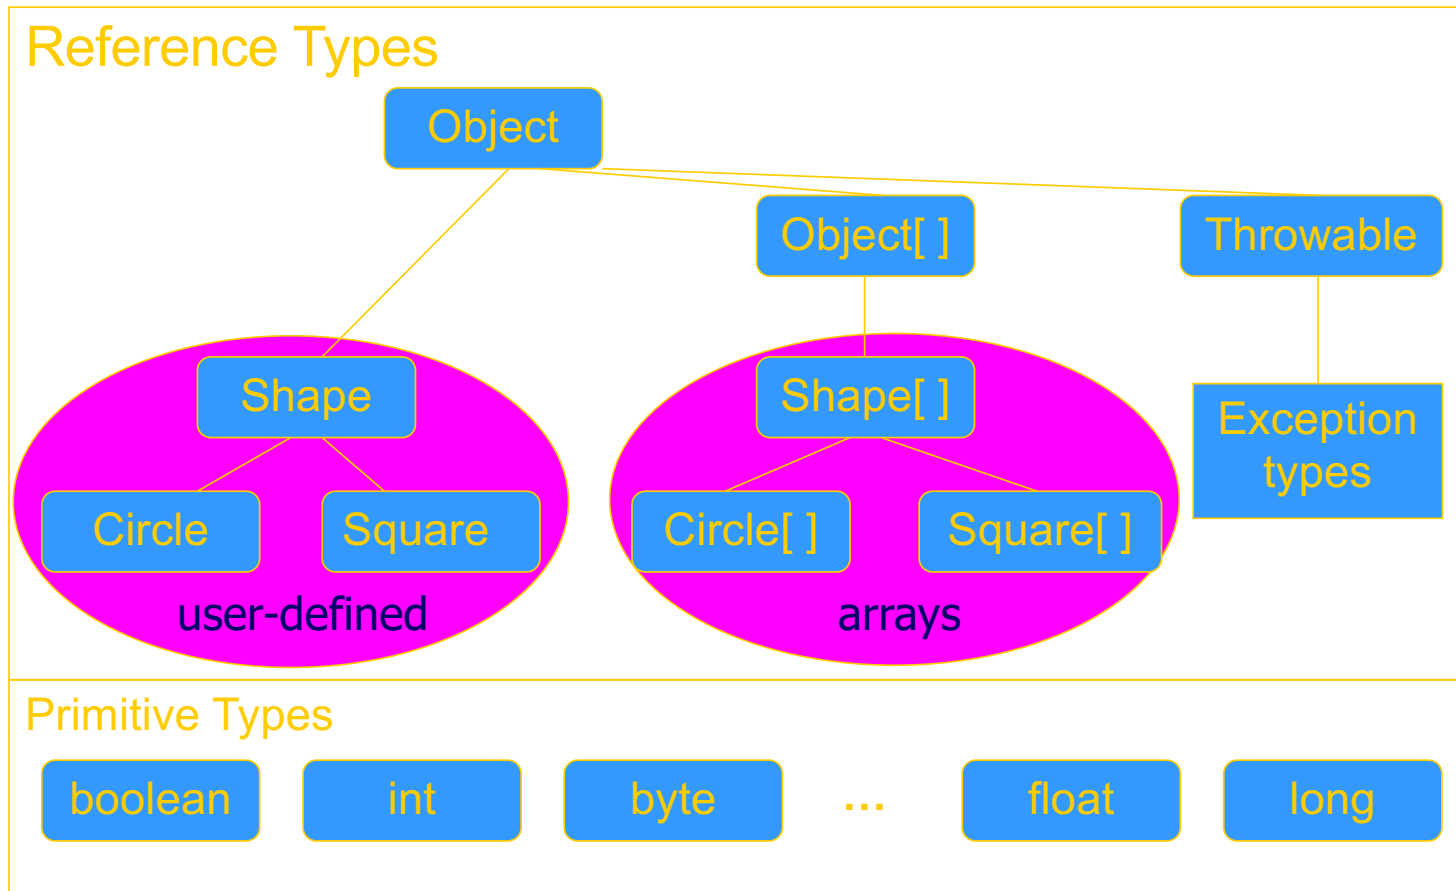 Reference Types
Object
Object[ ]
Throwable
Shape
Shape[ ]
Exception
types
Circle
Square
Circle[ ]
Square[ ]
user-defined
arrays
Primitive Types
boolean
int
byte
...
float
long